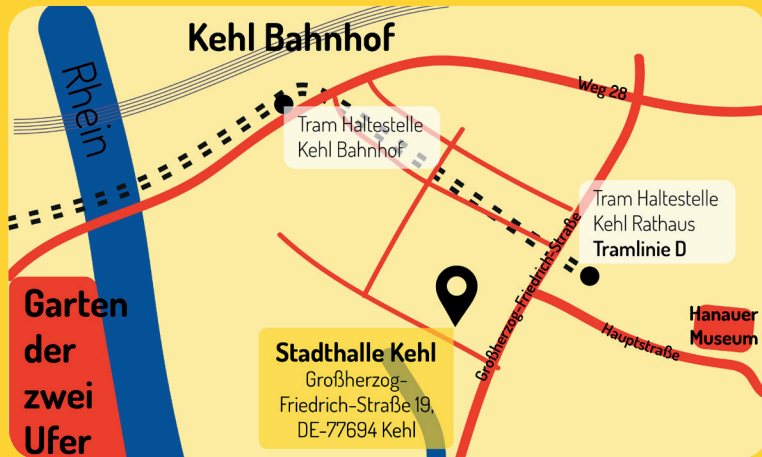 Kehl Bahnhof
Rhein
Weg 28
Tram Haltestelle
Kehl Bahnhof
Tram Haltestelle
Kehl Rathaus
Tramlinie D
Großherzog-Friedrich-Straße
Hauptstraße
Hanauer
Museum
Garten
der
zwei
Ufer
Stadthalle Kehl
Großherzog-
Friedrich-Straße 19,
DE-77694 Kehl